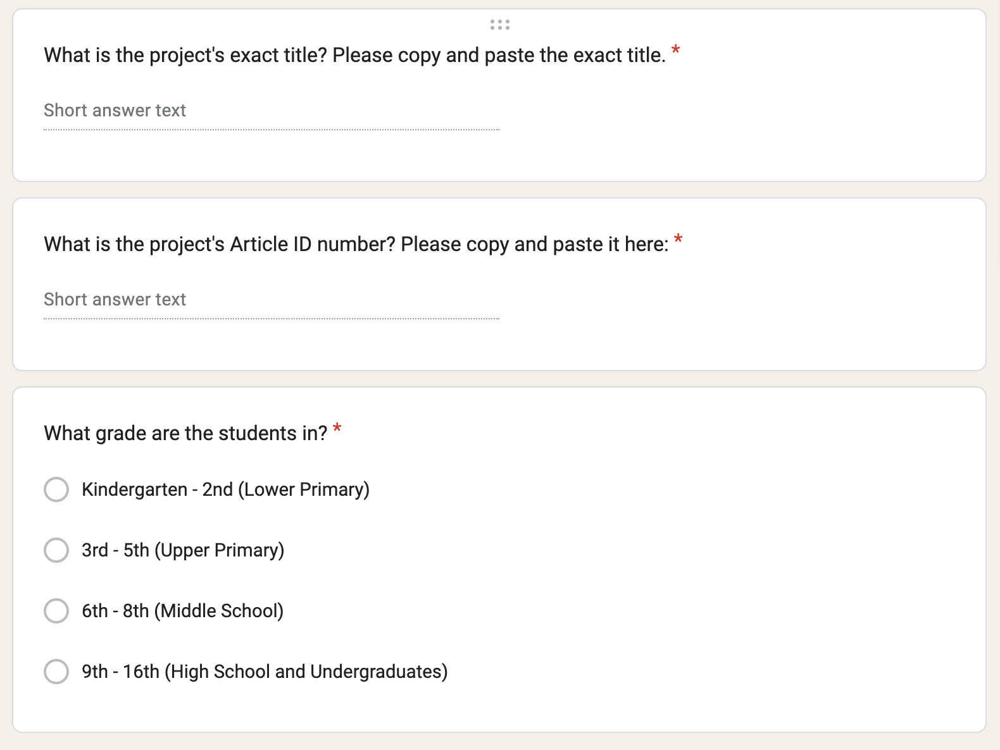 What is the project's exact title? Please copy and paste the exact title. *
Short answer text
What is the project's Article ID number? Please copy and paste it here: *
Short answer text
What grade are the students in? *
Kindergarten - 2nd (Lower Primary)
3rd - 5th (Upper Primary)
6th - 8th (Middle School)
9th - 16th (High School and Undergraduates)